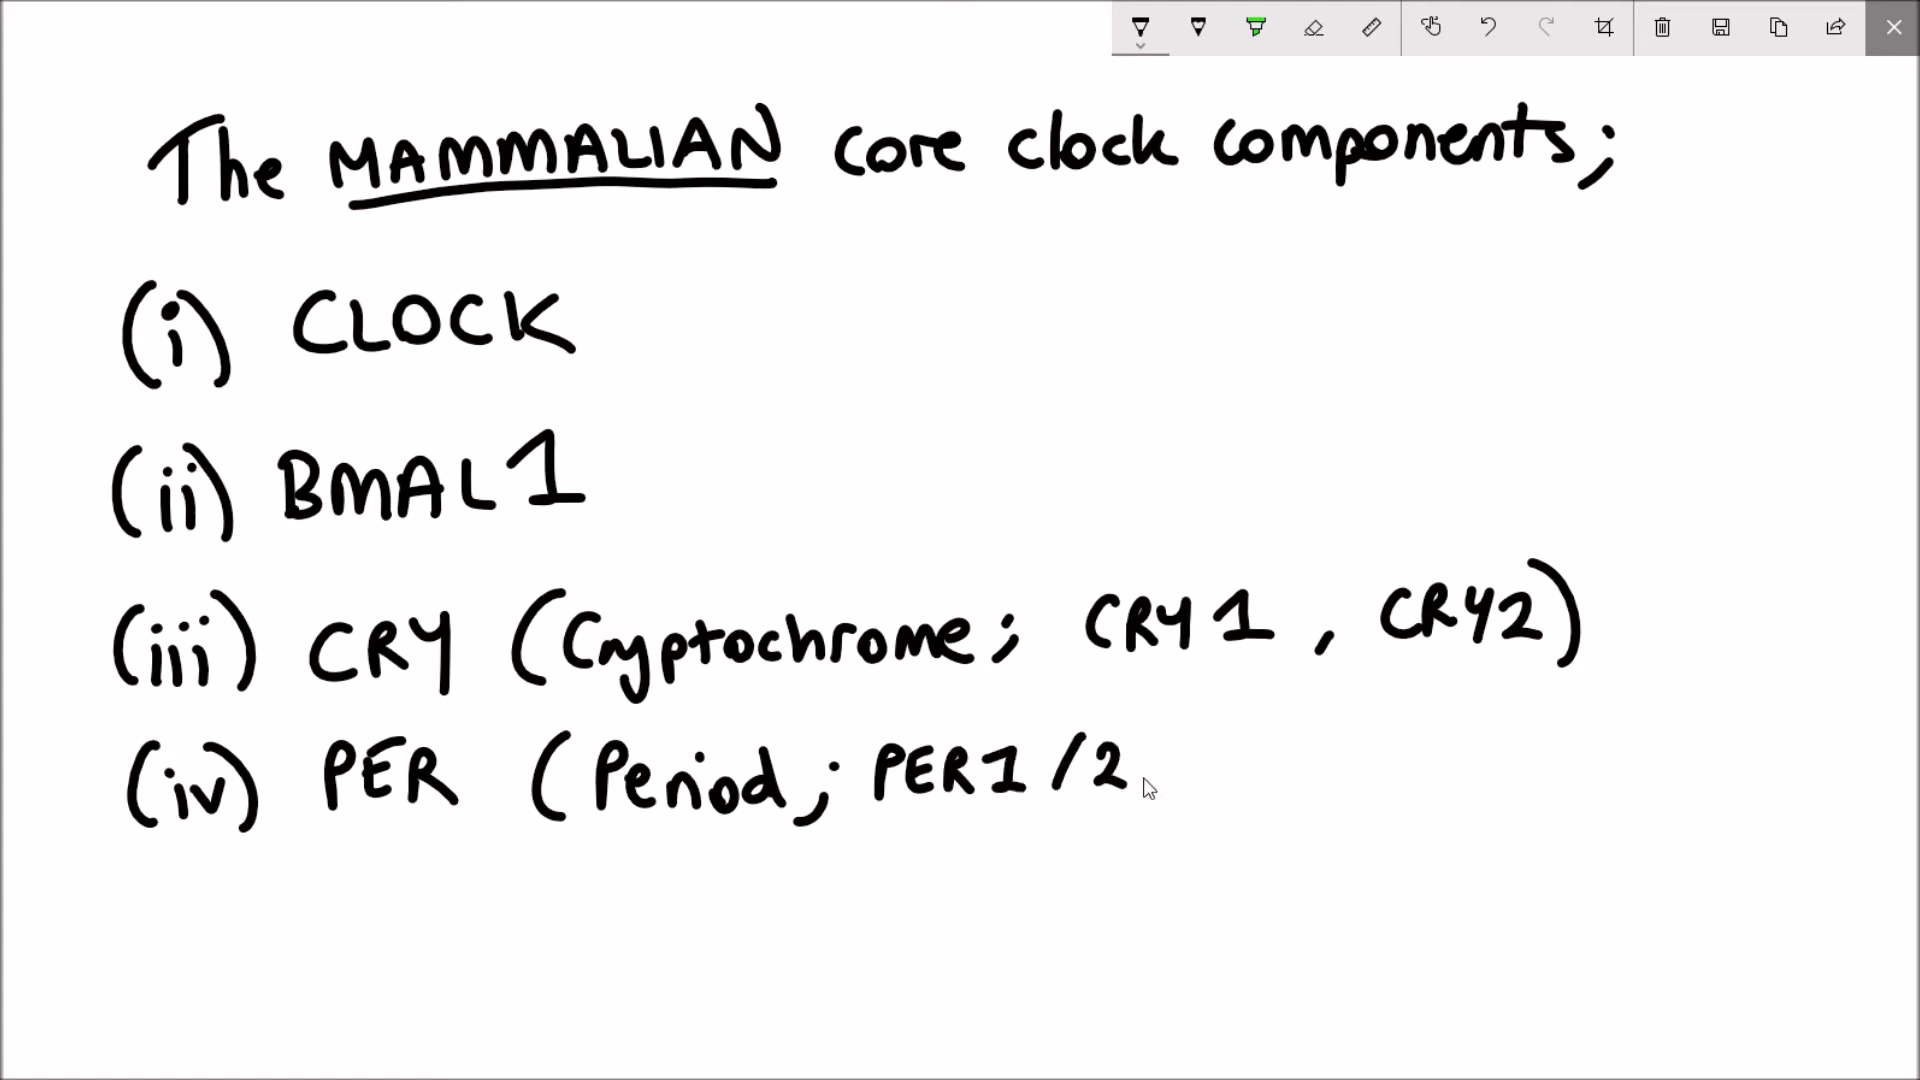 The MAMMALIAN core clock components;
(i) CLOCK
(ii) BMAL1
(iii) CRY (Cryptochrome; CRY1, CRY2)
(iv) PER (Period; PER1/2